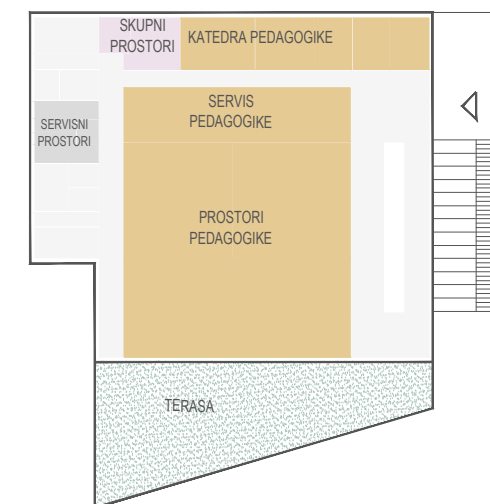 SKUPNI
PROSTORI
KATEDRA PEDAGOGIKE
SERVIS
PEDAGOGIKE
SERVISNI
PROSTORI
PROSTORI
PEDAGOGIKE
TERASA